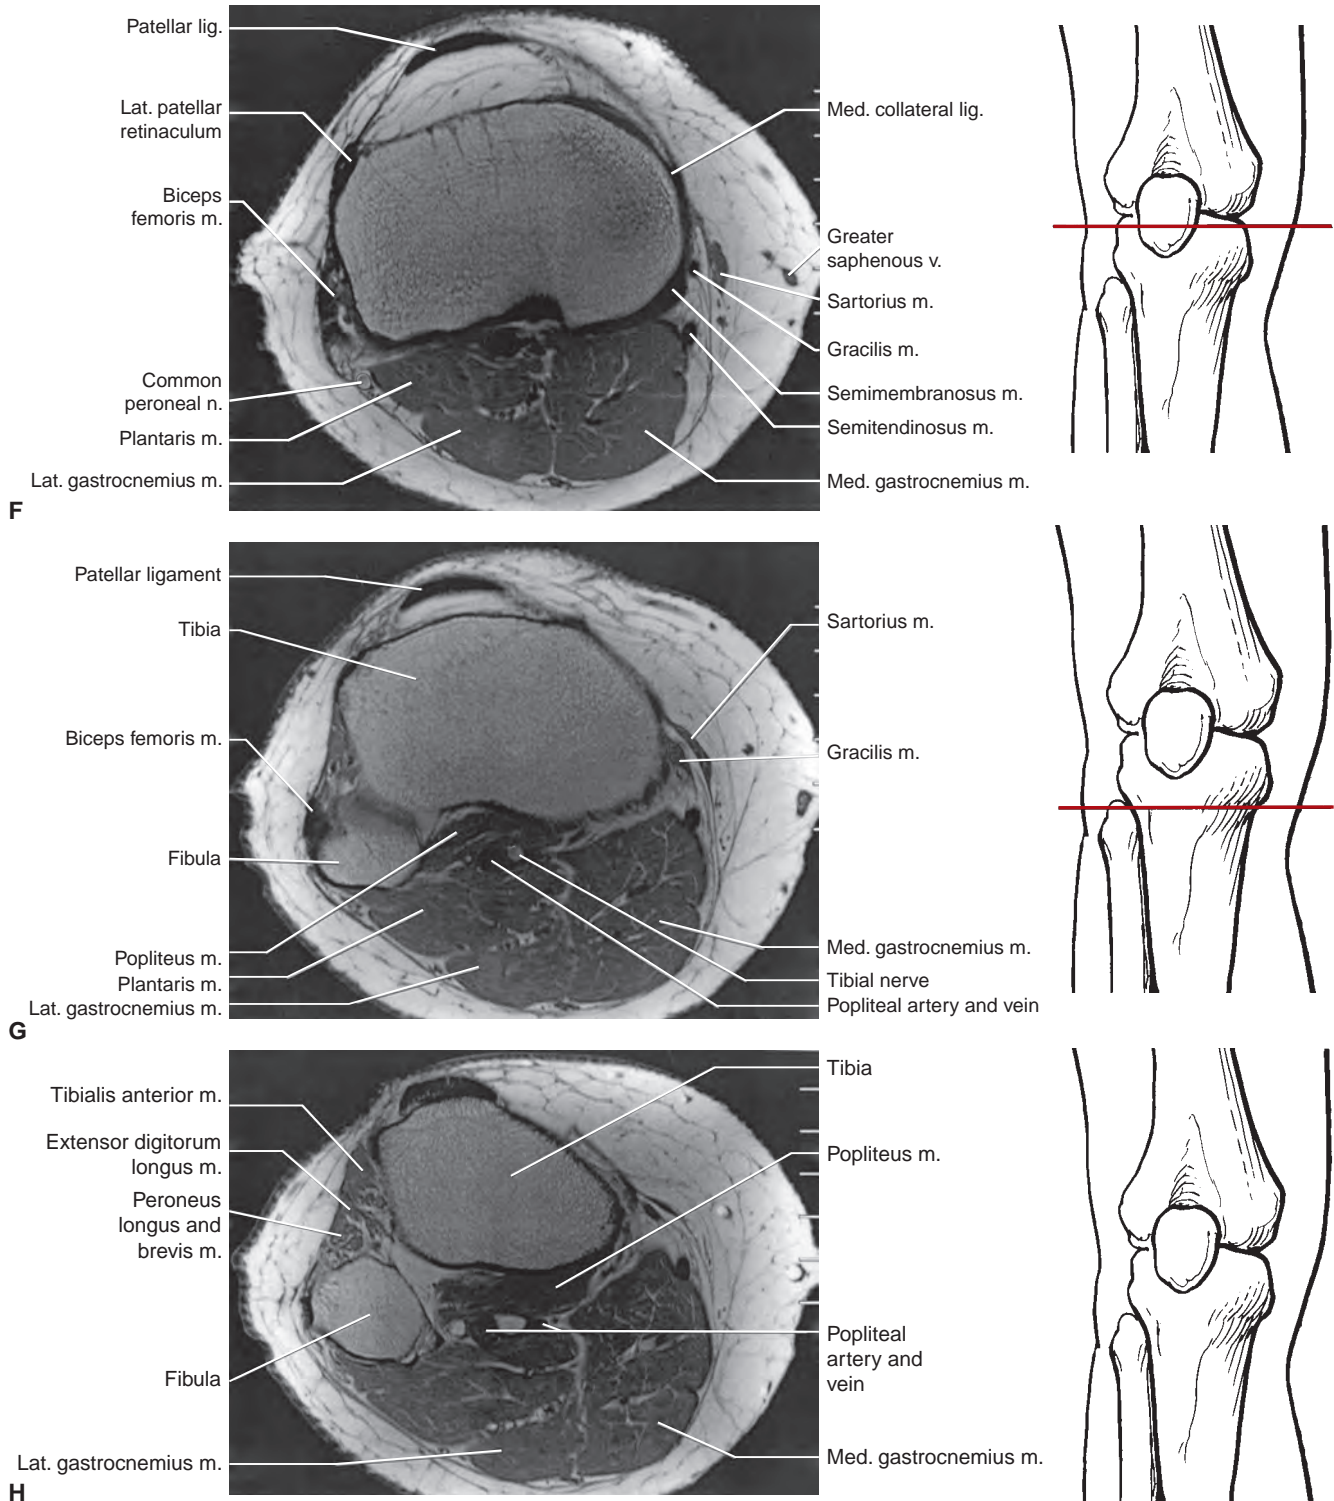 Patellar lig.
Lat. patellar
retinaculum
Biceps
femoris m.
Common
peroneal n.
Plantaris m.
Lat. gastrocnemius m.
Med. collateral lig.
Greater
saphenous v.
Sartorius m.
Gracilis m.
Semimembranosus m.
Semitendinosus m.
Med. gastrocnemius m.
F
Patellar ligament
Tibia
Biceps femoris m.
Fibula
Popliteus m.
Plantaris m.
Lat. gastrocnemius m.
Sartorius m.
Gracilis m.
Med. gastrocnemius m.
Tibial nerve
Popliteal artery and vein
G
Tibialis anterior m.
Extensor digitorum
longus m.
Peroneus
longus and
brevis m.
Fibula
Lat. gastrocnemius m.
Tibia
Popliteus m.
Popliteal
artery and
vein
Med. gastrocnemius m.
H